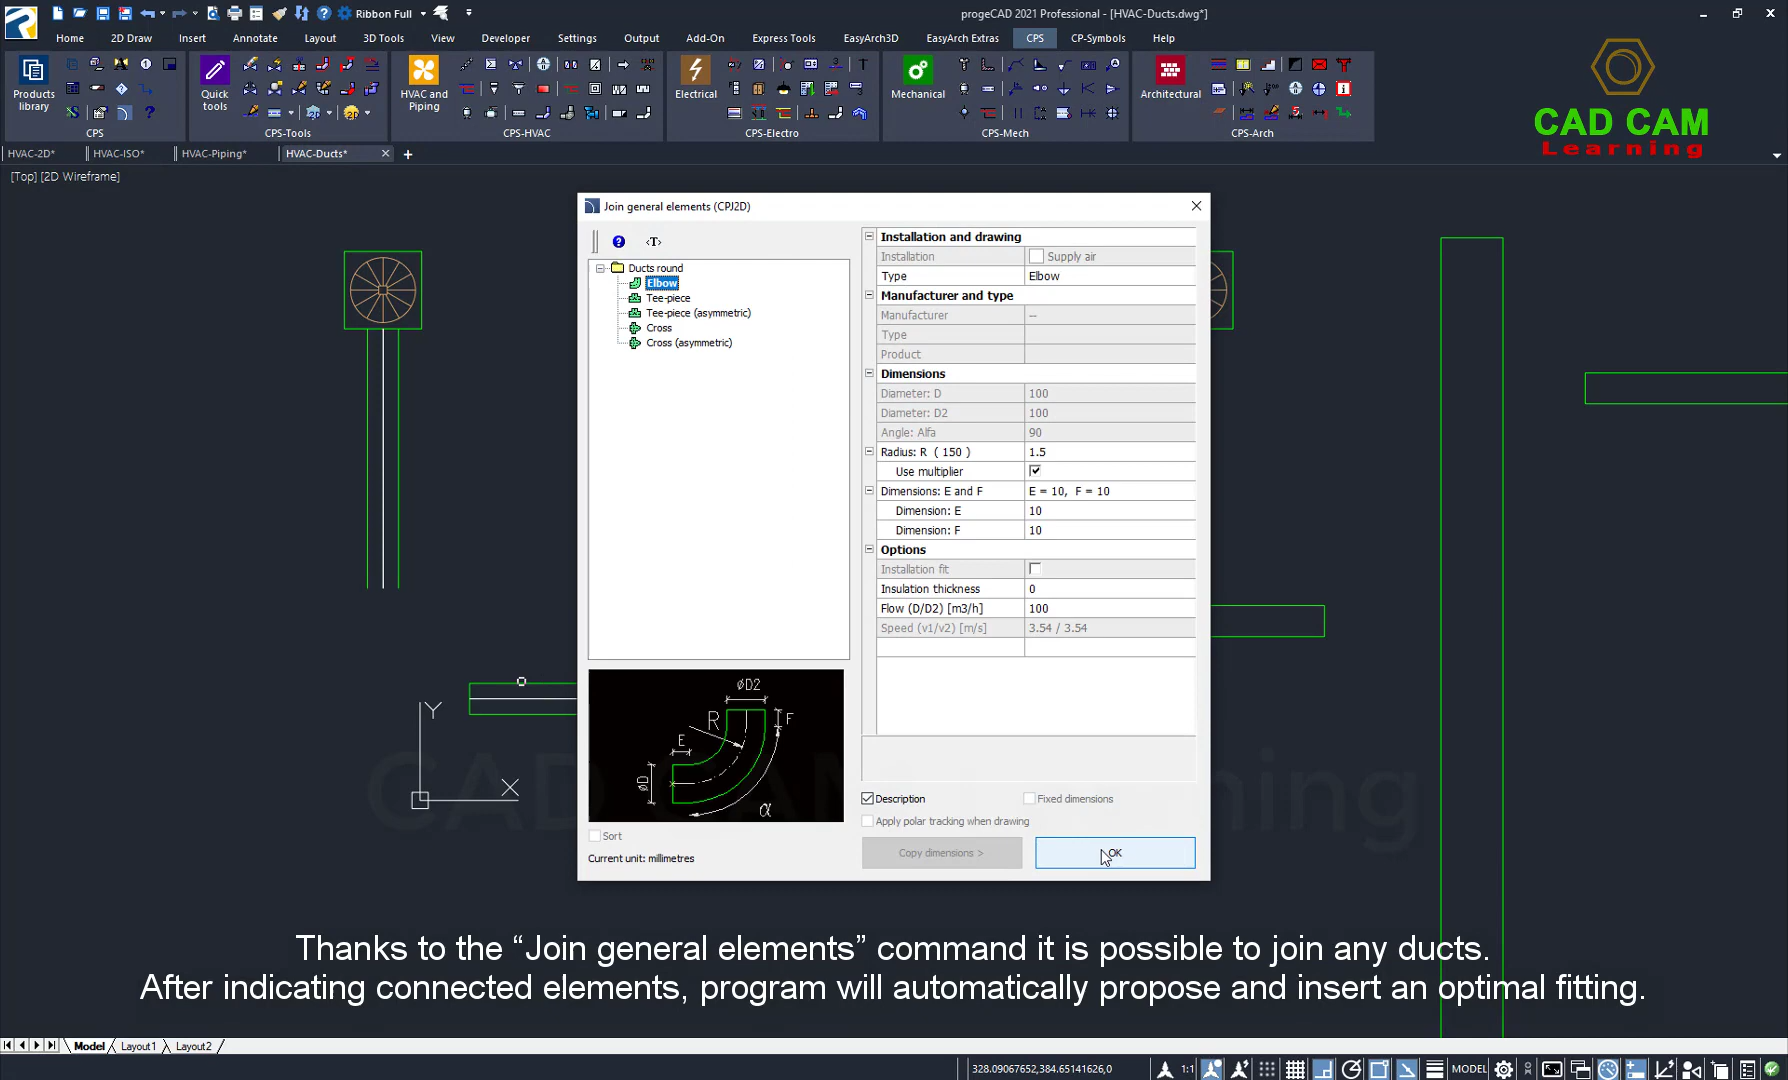 Ribbon Full
progeCAD 2021 Professional - [HVAC-Ducts.dwg*]
Home 2D Draw Insert Annotate Layout 3D Tools View Developer Settings Output Add-On Express Tools EasyArch3D EasyArch Extras CPS CP-Symbols Help
Products library
Quick tools
HVAC and Piping
Electrical
Mechanical
Architectural
CPS CPS-Tools CPS-HVAC CPS-Electro CPS-Mech CPS-Arch
CAD CAM
Learning
HVAC-2D* HVAC-ISO* HVAC-Piping* HVAC-Ducts*
[Top] [2D Wireframe]
Join general elements (CPJ2D)
<T>
Ducts round
Elbow
Tee-piece
Tee-piece (asymmetric)
Cross
Cross (asymmetric)
Installation and drawing
Installation Supply air
Type Elbow
Manufacturer and type
Manufacturer --
Type
Product
Dimensions
Diameter: D 100
Diameter: D2 100
Angle: Alfa 90
Radius: R ( 150 ) 1.5
Use multiplier
Dimensions: E and F E = 10, F = 10
Dimension: E 10
Dimension: F 10
Options
Installation fit
Insulation thickness 0
Flow (D/D2) [m3/h] 100
Speed (v1/v2) [m/s] 3.54 / 3.54
øD2
R
F
E
øD
α
Y
X
Description Fixed dimensions
Apply polar tracking when drawing
Sort
Copy dimensions > OK
Current unit: millimetres
CAD CAM Learning
Thanks to the “Join general elements” command it is possible to join any ducts.
After indicating connected elements, program will automatically propose and insert an optimal fitting.
Model Layout1 Layout2
328.09067652,384.65141626,0 1:1 MODEL